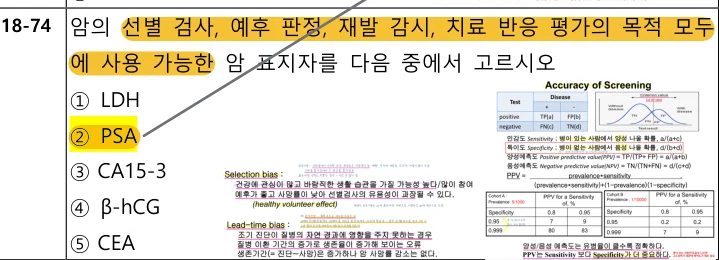 18-74
암의 선별 검사, 예후 판정, 재발 감시, 치료 반응 평가의 목적 모두
에 사용 가능한 암 표지자를 다음 중에서 고르시오
① LDH
② PSA
③ CA15-3
④ β-hCG
⑤ CEA
Selection bias :
건강에 관심이 많고 바람직한 생활 습관을 가질 가능성 높다/많이 참여
예후가 좋고 사망률이 낮아 선별검사의 유용성이 과장될 수 있다.
(healthy volunteer effect)
Lead-time bias :
조기 진단이 질병의 자연 경과에 영향을 주지 못하는 경우
질병 이환 기간의 증가로 생존율이 증가해 보이는 오류
생존기간(= 진단~사망)은 증가하나 암 사망률 감소는 없다.
Accuracy of Screening
Test Disease
+ -
positive TP(a) FP(b)
negative FN(c) TN(d)
민감도 Sensitivity ; 병이 있는 사람에서 양성 나올 확률, a/(a+c)
특이도 Specificity ; 병이 없는 사람에서 음성 나올 확률, d/(b+d)
양성예측도 Positive predictive value(PPV) = TP/(TP+ FP) = a/(a+b)
음성예측도 Negative predictive value(NPV) = TN/(TN+FN) = d/(c+d)
PPV = prevalence×sensitivity
(prevalence×sensitivity)+(1−prevalence)(1−specificity)
Cohort A : PPV for a Sensitivity of, %
Prevalence 5/1000
Specificity 0.8 0.95
0.95 7 9
0.999 80 83
PPV for a Sensitivity of, %
Prevalence 1/10000
Specificity 0.8 0.95
0.95 0.2 0.2
0.999 7 9
양성/음성 예측도는 유병률이 클수록 정확하다.
PPV는 Sensitivity 보다 Specificity가 더 중요하다.